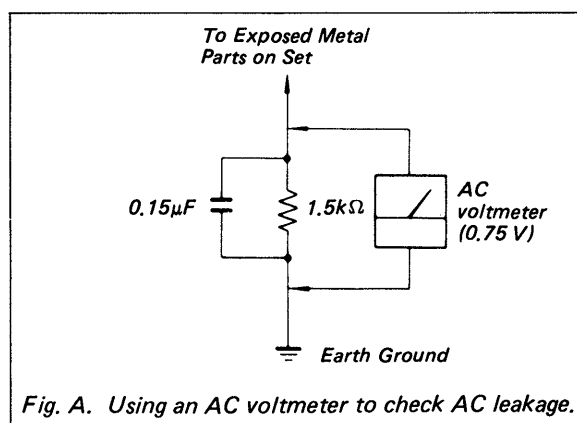 To Exposed Metal
Parts on Set
0.15μF
1.5kΩ
AC
voltmeter
(0.75 V)
Earth Ground
Fig. A. Using an AC voltmeter to check AC leakage.